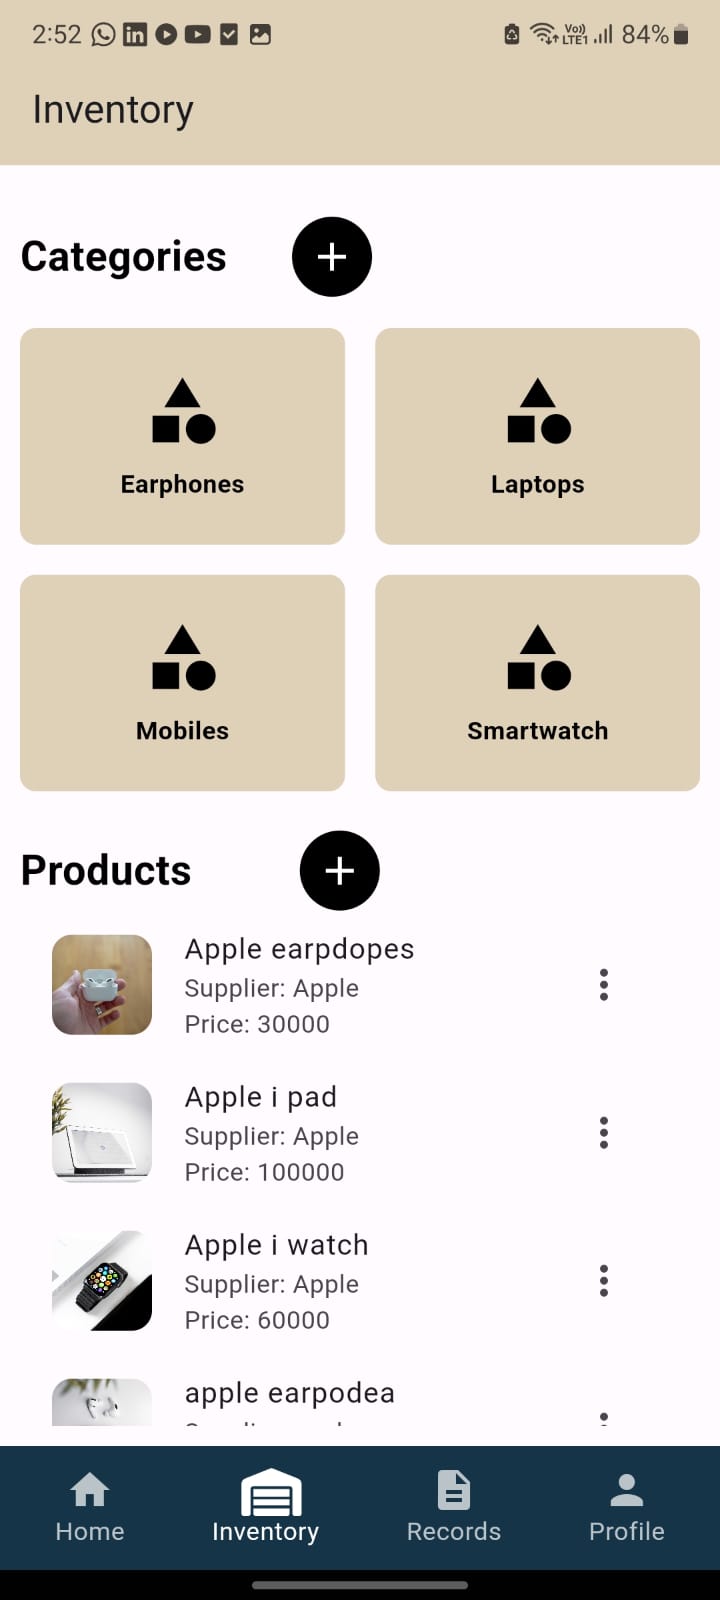 2:52
Vo)) LTE1 84%
Inventory
Categories
Earphones
Laptops
Mobiles
Smartwatch
Products
Apple earpdopes
Supplier: Apple
Price: 30000
Apple i pad
Supplier: Apple
Price: 100000
Apple i watch
Supplier: Apple
Price: 60000
apple earpodea
Home
Inventory
Records
Profile